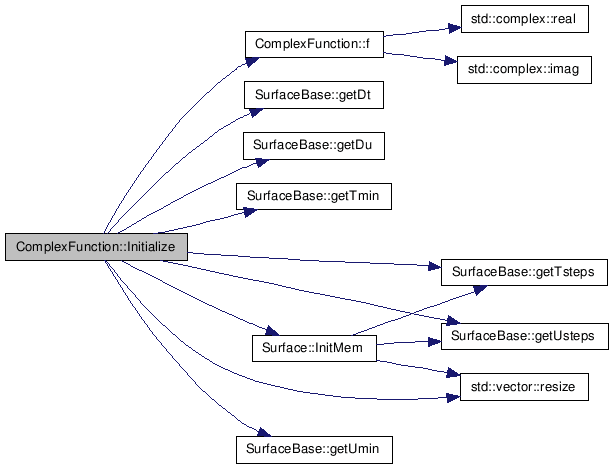 std::complex::real
ComplexFunction::f
std::complex::imag
SurfaceBase::getDt
SurfaceBase::getDu
SurfaceBase::getTmin
ComplexFunction::Initialize
SurfaceBase::getTsteps
SurfaceBase::getUsteps
Surface::InitMem
std::vector::resize
SurfaceBase::getUmin